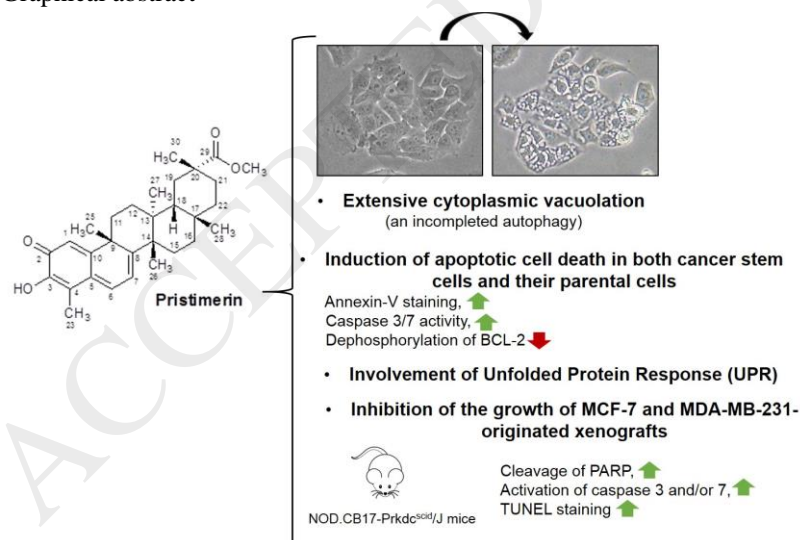 Graphical abstract
ACCEPTED
30
H₃C
O
29
OCH₃
20
19
21
27
CH₃
18
22
12
H
17
25
H₃C
11
13
16
CH₃
28
14
15
O
2
1
10
9
8
CH₃
26
HO
3
4
5
6
7
CH₃
23
Pristimerin
• Extensive cytoplasmic vacuolation
(an incompleted autophagy)
• Induction of apoptotic cell death in both cancer stem
cells and their parental cells
Annexin-V staining,
Caspase 3/7 activity,
Dephosphorylation of BCL-2
• Involvement of Unfolded Protein Response (UPR)
• Inhibition of the growth of MCF-7 and MDA-MB-231-
originated xenografts
NOD.CB17-Prkdcˢᶜⁱᵈ/J mice
Cleavage of PARP,
Activation of caspase 3 and/or 7,
TUNEL staining